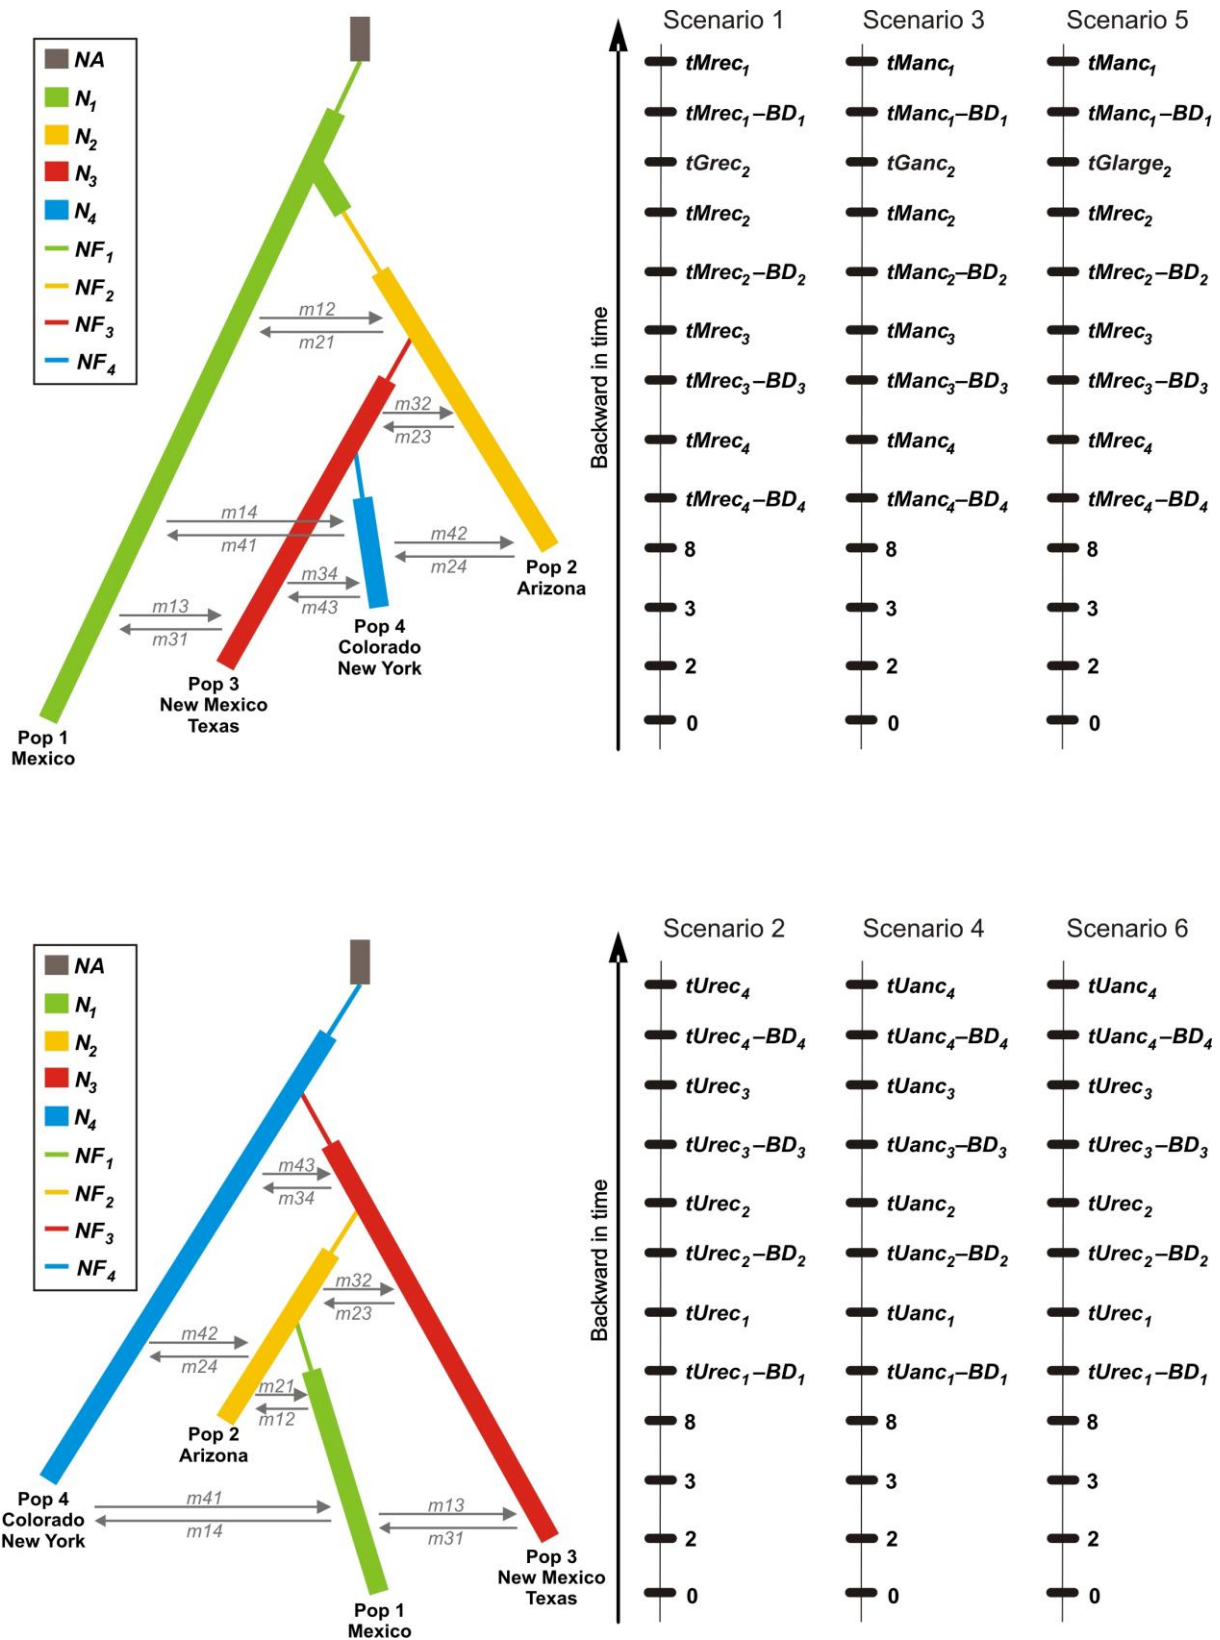 NA
N1
N2
N3
N4
NF1
NF2
NF3
NF4
m12
m21
m32
m23
m14
m41
m42
m24
m34
m43
m13
m31
Pop 2
Arizona
Pop 4
Colorado
New York
Pop 3
New Mexico
Texas
Pop 1
Mexico
Backward in time
Scenario 1
tMrec1
tMrec1–BD1
tGrec2
tMrec2
tMrec2–BD2
tMrec3
tMrec3–BD3
tMrec4
tMrec4–BD4
8
3
2
0
Scenario 3
tManc1
tManc1–BD1
tGanc2
tManc2
tManc2–BD2
tManc3
tManc3–BD3
tManc4
tManc4–BD4
8
3
2
0
Scenario 5
tManc1
tManc1–BD1
tGlarge2
tMrec2
tMrec2–BD2
tMrec3
tMrec3–BD3
tMrec4
tMrec4–BD4
8
3
2
0
NA
N1
N2
N3
N4
NF1
NF2
NF3
NF4
m43
m34
m32
m23
m42
m24
m21
m12
m41
m14
m13
m31
Pop 2
Arizona
Pop 4
Colorado
New York
Pop 3
New Mexico
Texas
Pop 1
Mexico
Backward in time
Scenario 2
tUrec4
tUrec4–BD4
tUrec3
tUrec3–BD3
tUrec2
tUrec2–BD2
tUrec1
tUrec1–BD1
8
3
2
0
Scenario 4
tUanc4
tUanc4–BD4
tUanc3
tUanc3–BD3
tUanc2
tUanc2–BD2
tUanc1
tUanc1–BD1
8
3
2
0
Scenario 6
tUanc4
tUanc4–BD4
tUrec3
tUrec3–BD3
tUrec2
tUrec2–BD2
tUrec1
tUrec1–BD1
8
3
2
0